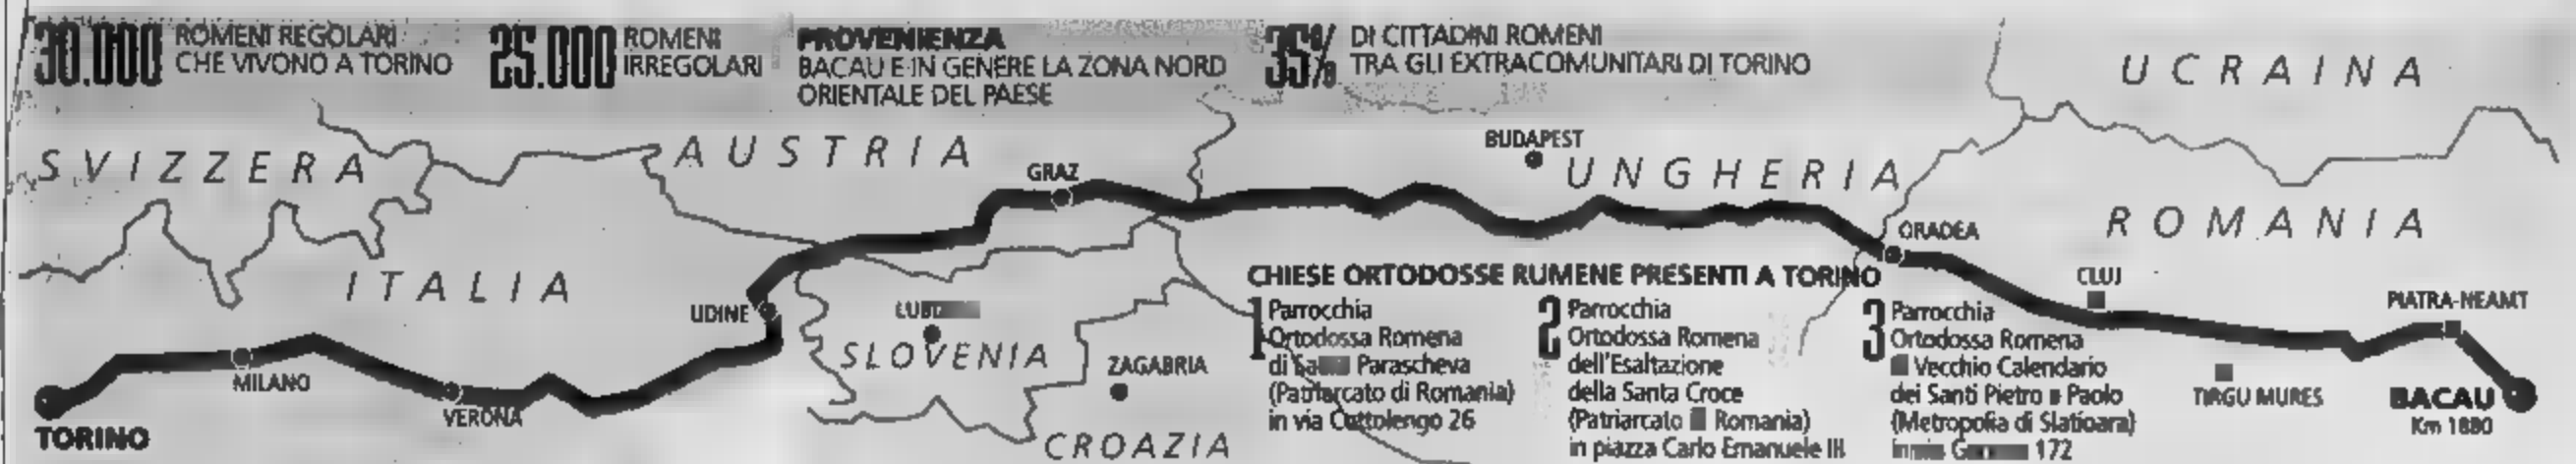 30.000 ROMENI REGOLARI
CHE VIVONO A TORINO
25.000 ROMENI
IRREGOLARI
PROVENIENZA
BACAU E IN GENERE LA ZONA NORD
ORIENTALE DEL PAESE
35% DI CITTADINI ROMENI
TRA GLI EXTRACOMUNITARI DI TORINO
UCRAINA
SVIZZERA
AUSTRIA
GRAZ
BUDAPEST
UNGHERIA
ROMANIA
ORADEA
ITALIA
UDINE
SLOVENIA
ZAGABRIA
CROAZIA
CLUJ
PIATRA-NEAMT
TIRGU MURES
BACAU
Km 1880
MILANO
VERONA
TORINO
CHIESE ORTODOSSE RUMENE PRESENTI A TORINO
1 Parrocchia
Ortodossa Romena
di Parascheva
(Patriarcato di Romania)
in via Cottolengo 26
2 Parrocchia
Ortodossa Romena
dell'Esaltazione
della Santa Croce
(Patriarcato Romania)
in piazza Carlo Emanuele III
3 Parrocchia
Ortodossa Romena
Vecchio Calendario
dei Santi Pietro e Paolo
(Metropolia di Slatioara)
in 172